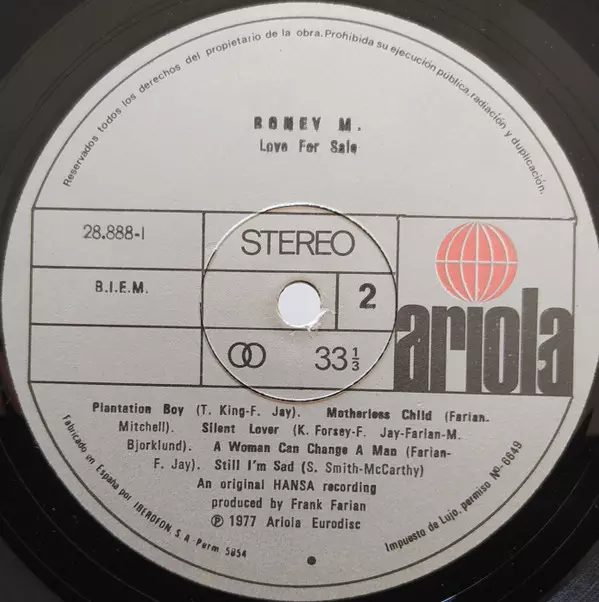 Reservados todos los derechos del propietario de la obra. Prohibida su ejecución pública, radiación y duplicación.
BONEY M.
Love For Sale
28.888-I
STEREO
B.I.E.M.
2
33 1/3
ariola
Plantation Boy (T. King-F. Jay). Motherless Child (Farian-
Mitchell). Silent Lover (K. Forsey-F. Jay-Farian-M.
Bjorklund). A Woman Can Change A Man (Farian-
F. Jay). Still I'm Sad (S. Smith-McCarthy)
An original HANSA recording
produced by Frank Farian
℗ 1977 Ariola Eurodisc
Fabricado en España por IBEROFON, S.A.-Perm. 5054
Impuesto de Lujo, permiso Nº 6649